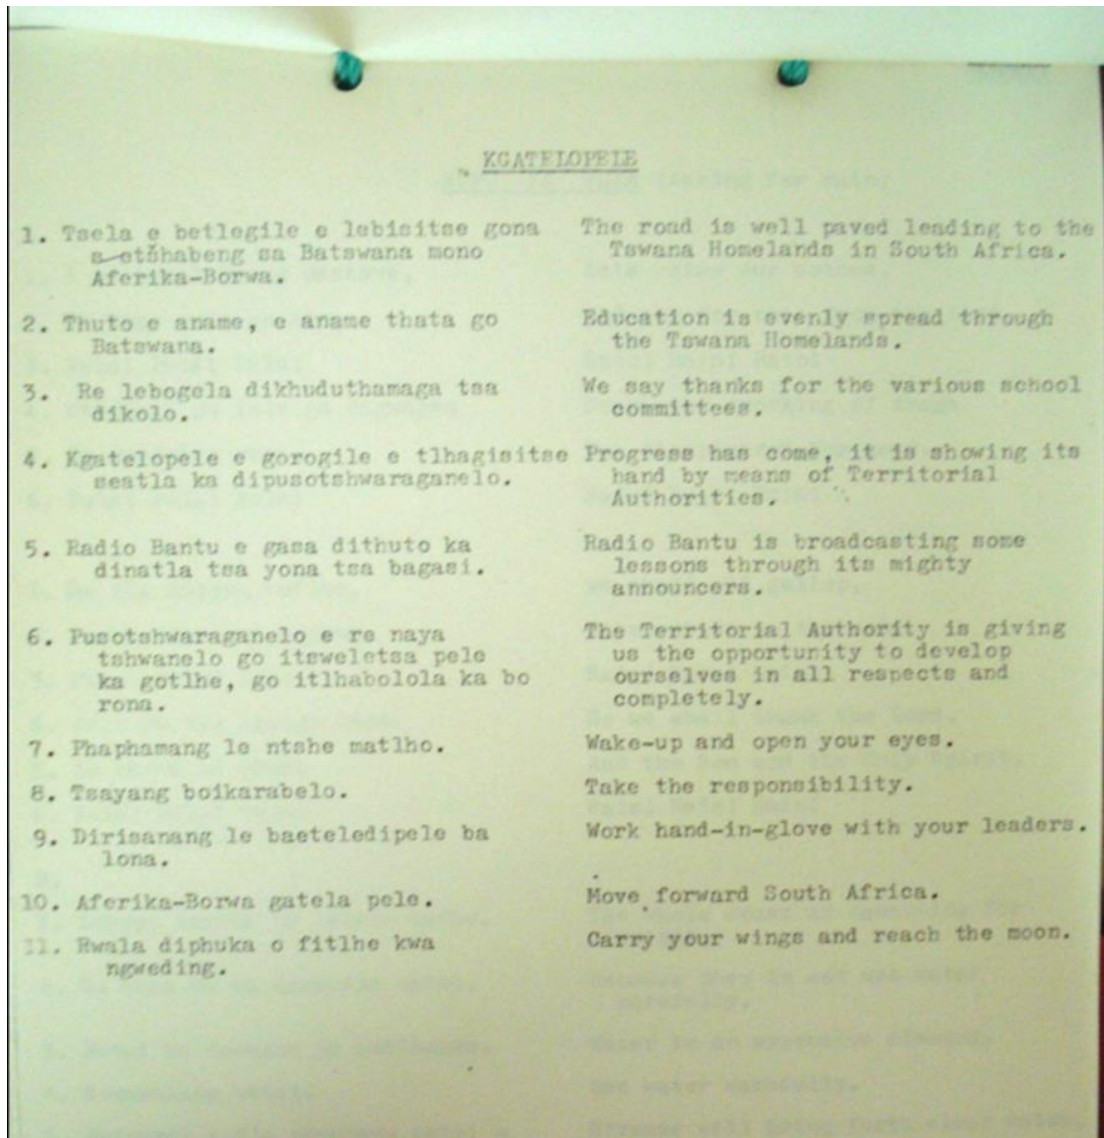 KGATELOPELE
1. Tsela e betlegile e lebisitse gona
setšhabeng sa Batswana mono
Aferika-Borwa.
The road is well paved leading to the
Tswana Homelands in South Africa.
2. Thuto e aname, e aname thata go
Batswana.
Education is evenly spread through
the Tswana Homelands.
3. Re lebogela dikhuduthamaga tsa
dikolo.
We say thanks for the various school
committees.
4. Kgatelopele e gorogile e tlhagisitse
seatla ka dipusotshwaraganelo.
Progress has come, it is showing its
hand by means of Territorial
Authorities.
5. Radio Bantu e gasa dithuto ka
dinatla tsa yona tsa bagasi.
Radio Bantu is broadcasting some
lessons through its mighty
announcers.
6. Pusotshwaraganelo e re naya
tshwanelo go itsweletsa pele
ka gotlhe, go itlhabolola ka bo
rona.
The Territorial Authority is giving
us the opportunity to develop
ourselves in all respects and
completely.
7. Phaphamang le ntshe matlho.
Wake-up and open your eyes.
8. Tsayang boikarabelo.
Take the responsibility.
9. Dirisanang le baeteledipele ba
lona.
Work hand-in-glove with your leaders.
10. Aferika-Borwa gatela pele.
Move forward South Africa.
11. Rwala diphuka o fitlhe kwa
ngweding.
Carry your wings and reach the moon.